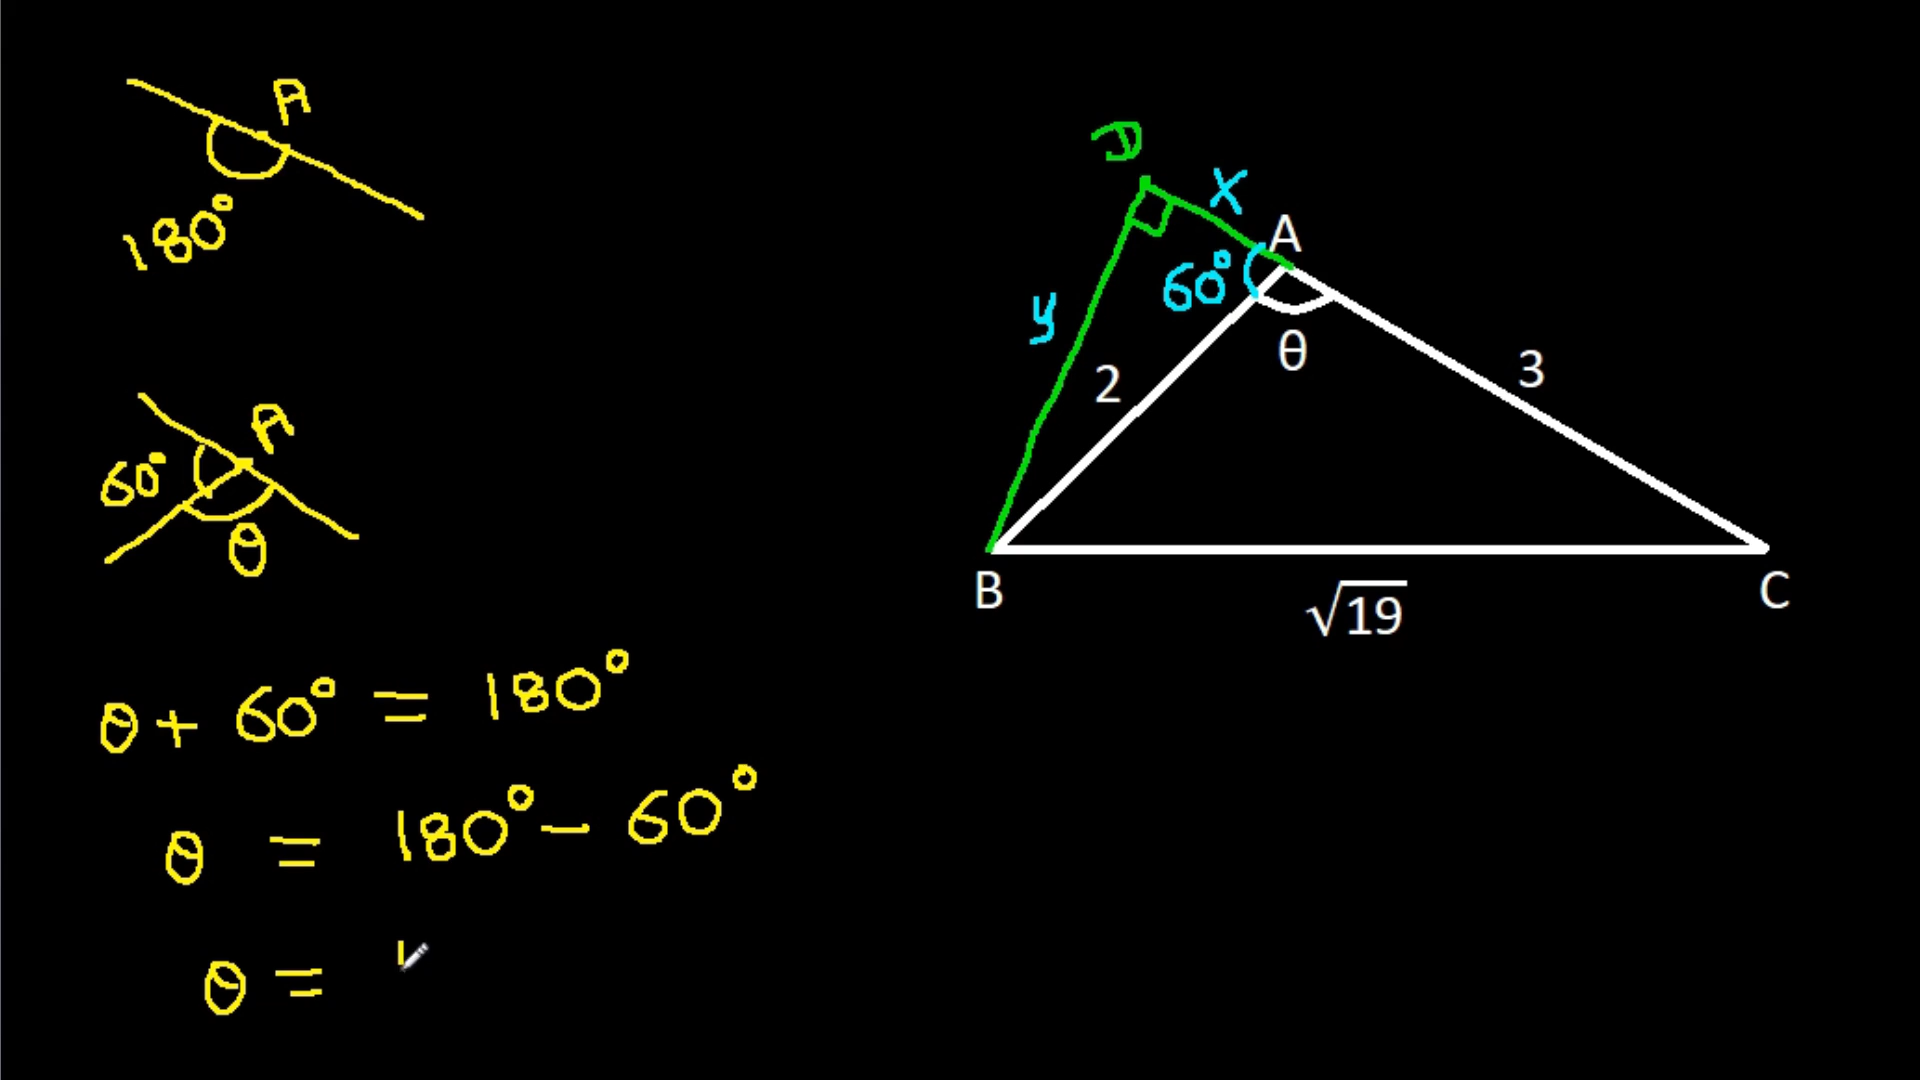 A
180°
A
60°
θ
θ + 60° = 180°
θ = 180° - 60°
θ =
D
x
A
60°
y
θ
2
3
B
C
√19